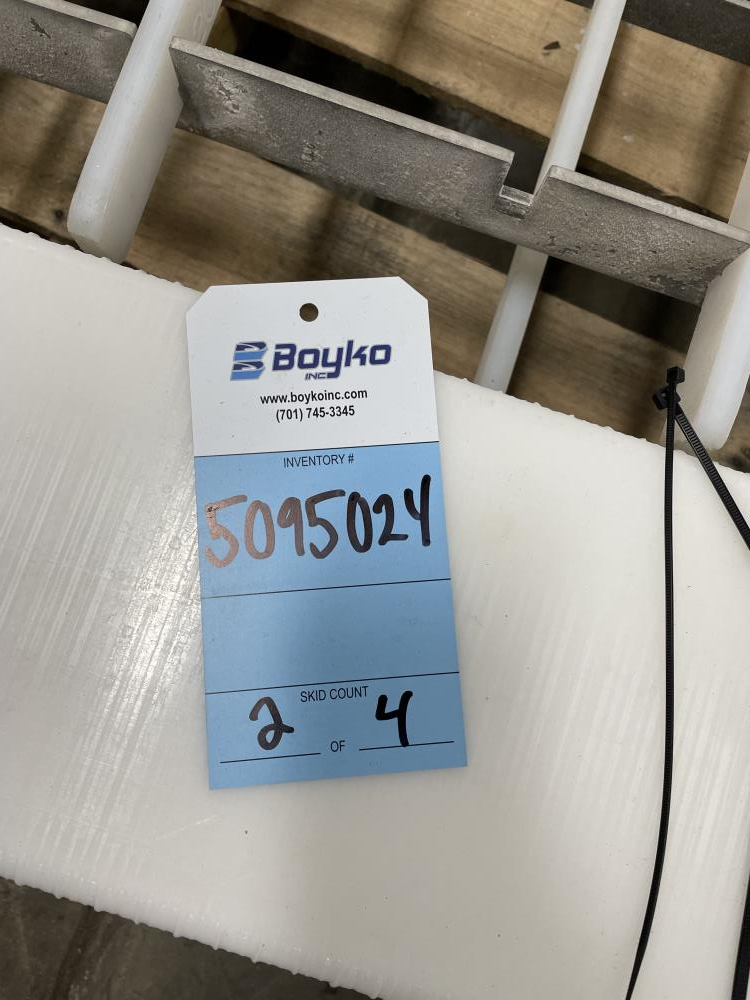 Boyko
INC
www.boykoinc.com
(701) 745-3345
INVENTORY #
5095024
SKID COUNT
2 OF 4